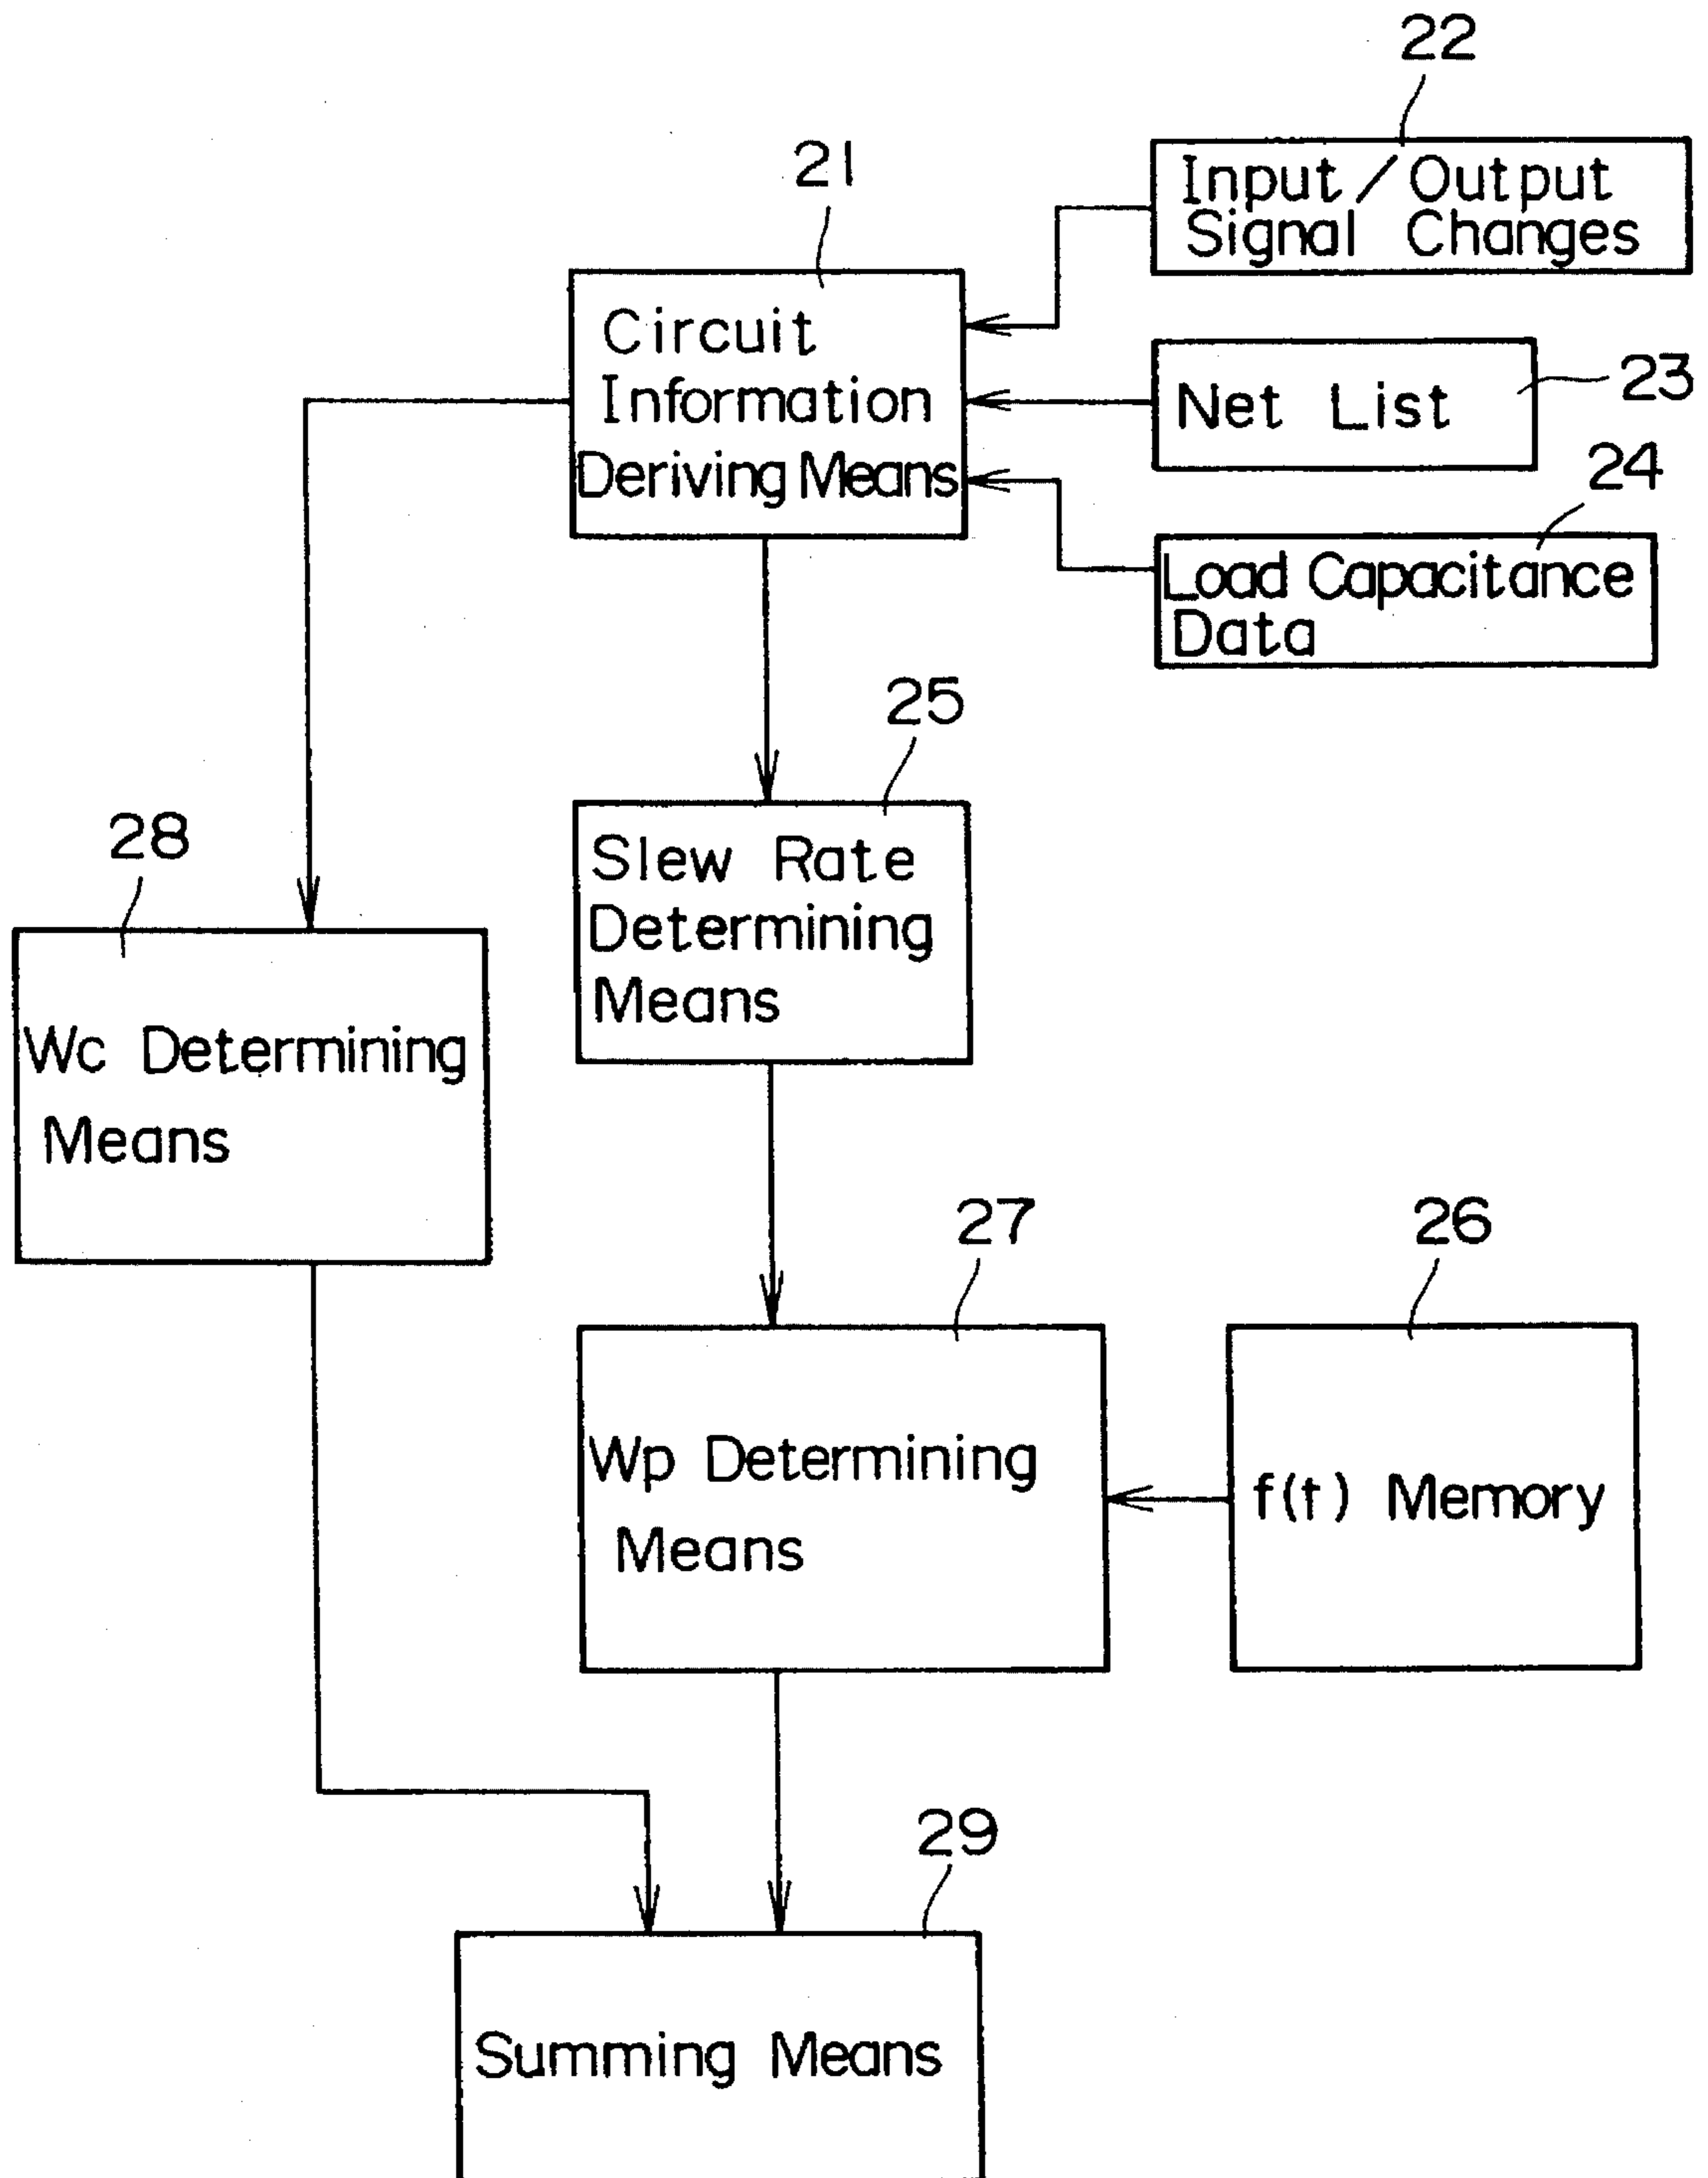 22
Input / Output
Signal Changes
21
Circuit
Information
Deriving Means
Net List
23
24
Load Capacitance
Data
25
Slew Rate
Determining
Means
28
Wc Determining
Means
27
Wp Determining
Means
26
f(t) Memory
29
Summing Means